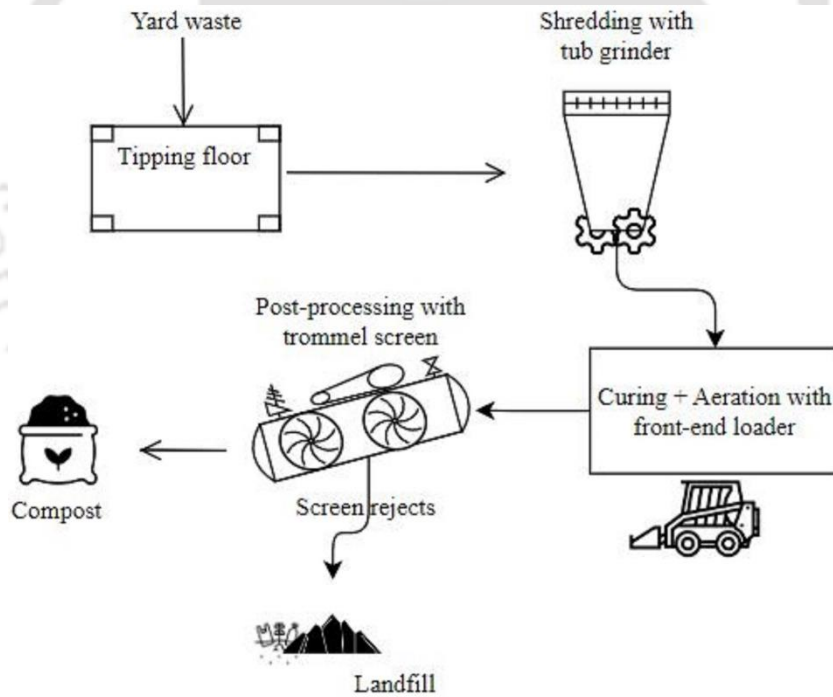 Yard waste
Shredding with
tub grinder
Tipping floor
Post-processing with
trommel screen
Curing + Aeration with
front-end loader
Compost
Screen rejects
Landfill